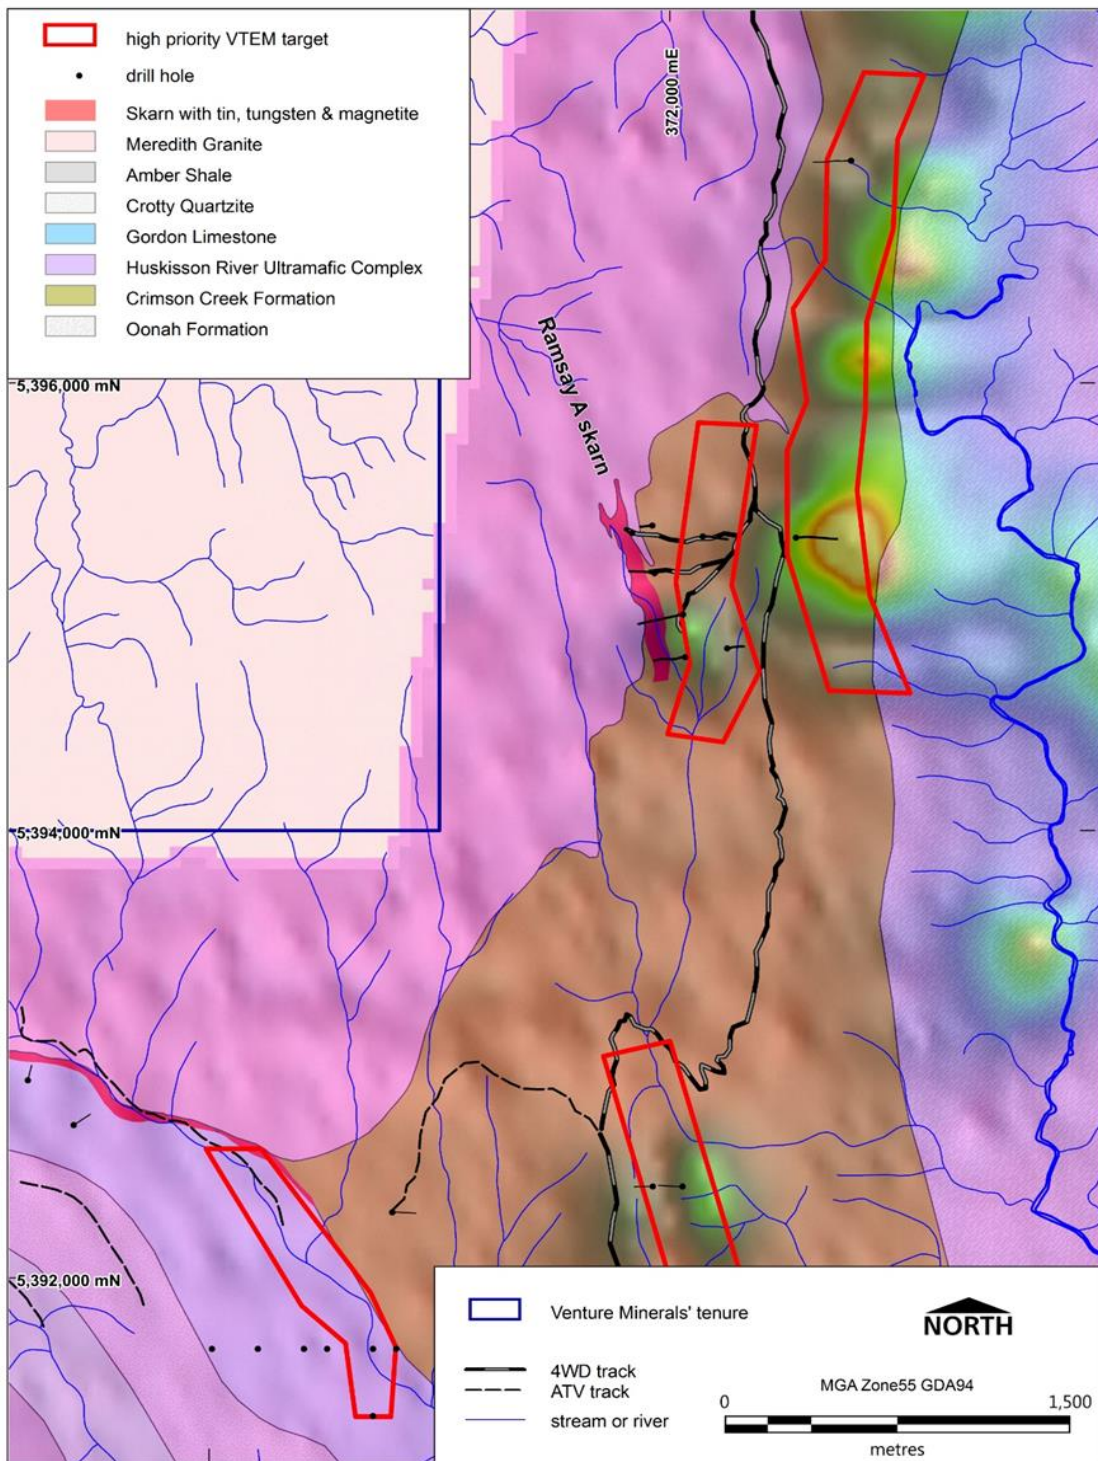 high priority VTEM target
drill hole
Skarn with tin, tungsten & magnetite
Meredith Granite
Amber Shale
Crotty Quartzite
Gordon Limestone
Huskisson River Ultramafic Complex
Crimson Creek Formation
Oonah Formation
372,000 mE
5,396,000 mN
Ramsay A skarn
5,394,000 mN
5,392,000 mN
Venture Minerals' tenure
4WD track
ATV track
stream or river
NORTH
MGA Zone55 GDA94
0 1,500
metres